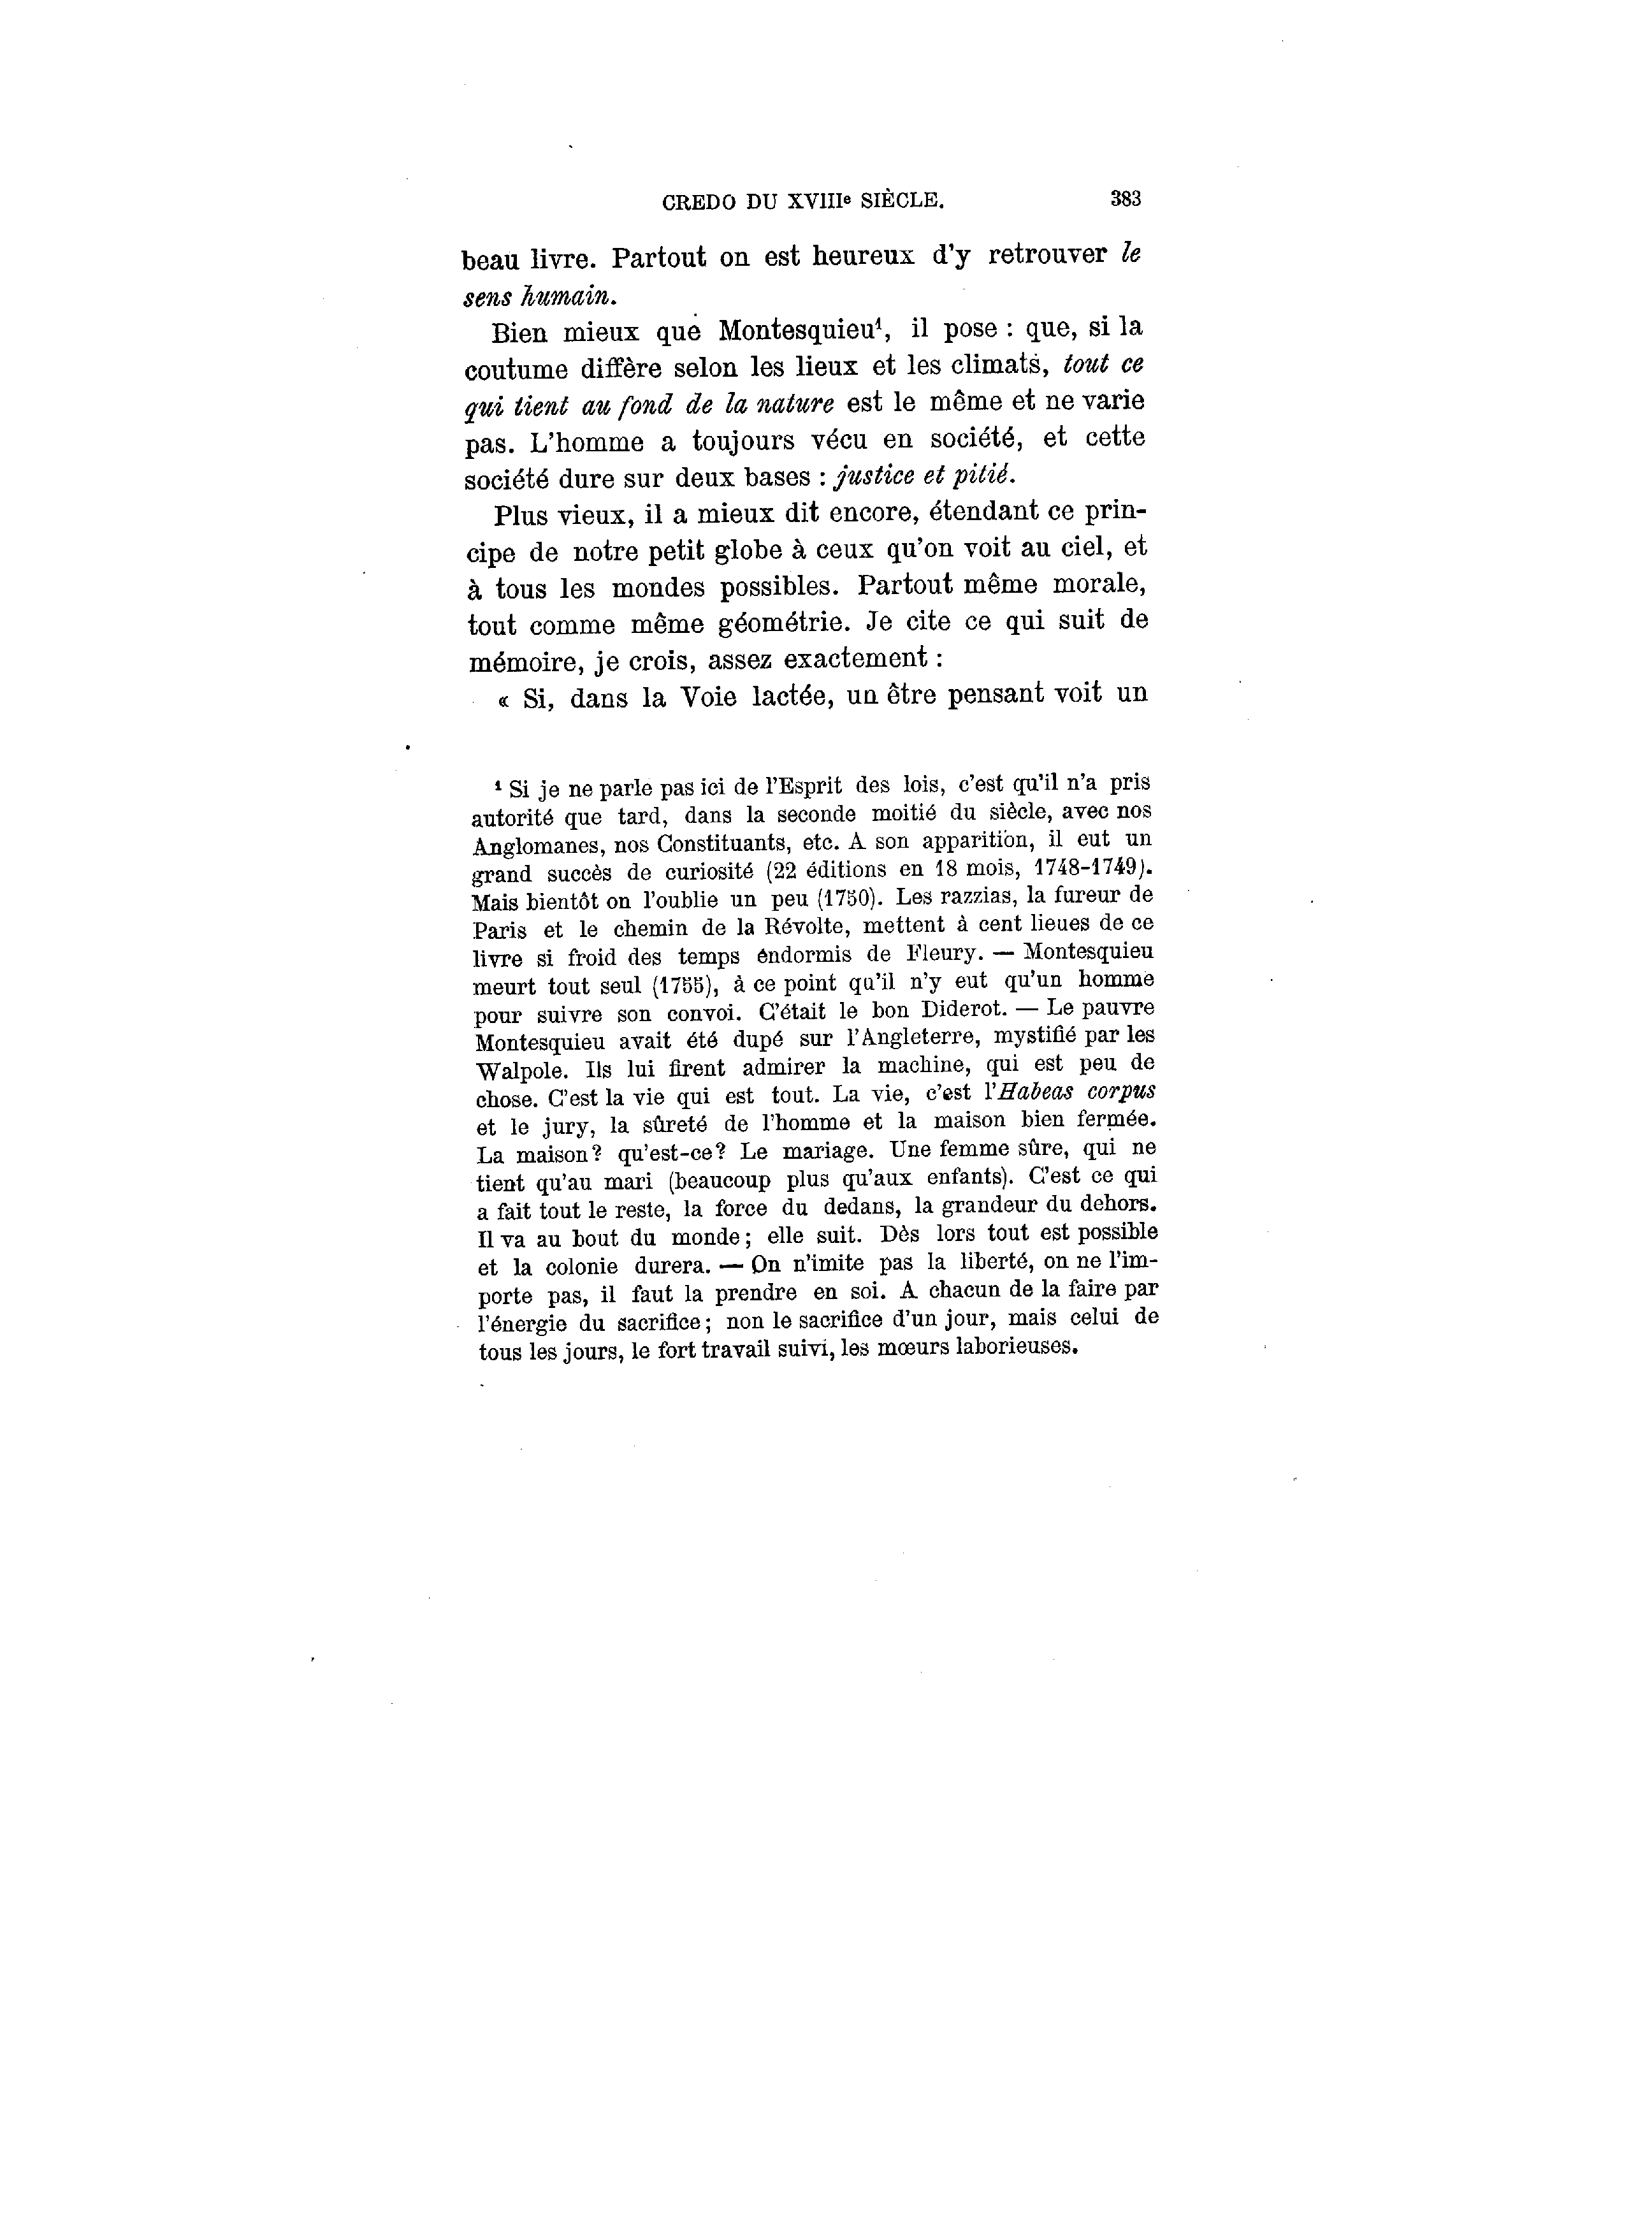 CREDO DU XVIIIe SIÈCLE. 383
beau livre. Partout on est heureux d'y retrouver le
sens humain.
Bien mieux que Montesquieu¹, il pose : que, si la
coutume diffère selon les lieux et les climats, tout ce
qui tient au fond de la nature est le même et ne varie
pas. L'homme a toujours vécu en société, et cette
société dure sur deux bases : justice et pitié.
Plus vieux, il a mieux dit encore, étendant ce prin-
cipe de notre petit globe à ceux qu'on voit au ciel, et
à tous les mondes possibles. Partout même morale,
tout comme même géométrie. Je cite ce qui suit de
mémoire, je crois, assez exactement :
« Si, dans la Voie lactée, un être pensant voit un
¹ Si je ne parle pas ici de l'Esprit des lois, c'est qu'il n'a pris
autorité que tard, dans la seconde moitié du siècle, avec nos
Anglomanes, nos Constituants, etc. A son apparition, il eut un
grand succès de curiosité (22 éditions en 18 mois, 1748-1749).
Mais bientôt on l'oublie un peu (1750). Les razzias, la fureur de
Paris et le chemin de la Révolte, mettent à cent lieues de ce
livre si froid des temps endormis de Fleury. — Montesquieu
meurt tout seul (1755), à ce point qu'il n'y eut qu'un homme
pour suivre son convoi. C'était le bon Diderot. — Le pauvre
Montesquieu avait été dupé sur l'Angleterre, mystifié par les
Walpole. Ils lui firent admirer la machine, qui est peu de
chose. C'est la vie qui est tout. La vie, c'est l'Habeas corpus
et le jury, la sûreté de l'homme et la maison bien fermée.
La maison? qu'est-ce? Le mariage. Une femme sûre, qui ne
tient qu'au mari (beaucoup plus qu'aux enfants). C'est ce qui
a fait tout le reste, la force du dedans, la grandeur du dehors.
Il va au bout du monde; elle suit. Dès lors tout est possible
et la colonie durera. — On n'imite pas la liberté, on ne l'im-
porte pas, il faut la prendre en soi. A chacun de la faire par
l'énergie du sacrifice; non le sacrifice d'un jour, mais celui de
tous les jours, le fort travail suivi, les mœurs laborieuses.